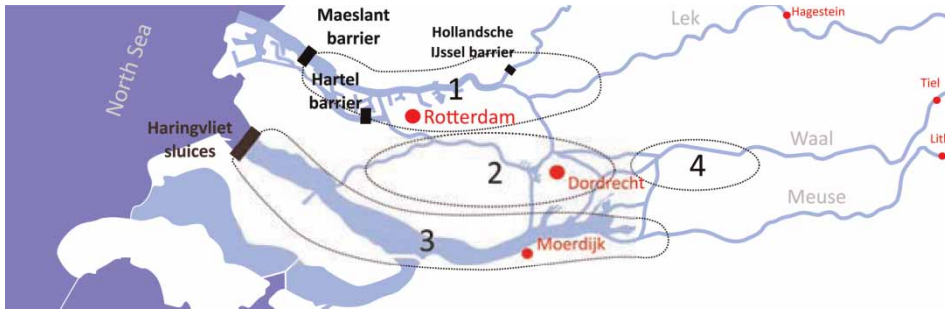 Maeslant
barrier
Hollandsche
IJssel barrier
Lek
Hagestein
North Sea
Hartel
barrier
1
Rotterdam
Tiel
Haringvliet
sluices
Waal
Lith
2
4
Dordrecht
Meuse
3
Moerdijk